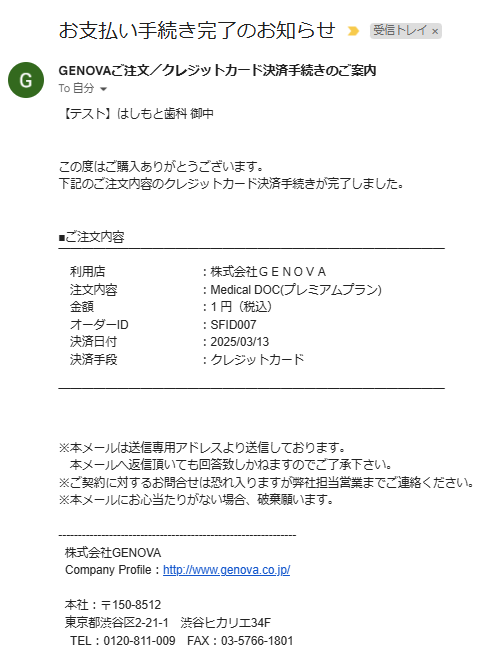 お支払い手続き完了のお知らせ 受信トレイ ×
G
GENOVAご注文／クレジットカード決済手続きのご案内
To 自分
【テスト】はしもと歯科 御中
この度はご購入ありがとうございます。
下記のご注文内容のクレジットカード決済手続きが完了しました。
■ご注文内容
利用店：株式会社ＧＥＮＯＶＡ
注文内容：Medical DOC(プレミアムプラン)
金額：1 円（税込）
オーダーID：SFID007
決済日付：2025/03/13
決済手段：クレジットカード
※本メールは送信専用アドレスより送信しております。
本メールへ返信頂いても回答致しかねますのでご了承下さい。
※ご契約に対するお問合せは恐れ入りますが弊社担当営業までご連絡ください。
※本メールにお心当たりがない場合、破棄願います。
------------------------------------------------------------
株式会社GENOVA
Company Profile：http://www.genova.co.jp/
本社：〒150-8512
東京都渋谷区2-21-1　渋谷ヒカリエ34F
TEL：0120-811-009　FAX：03-5766-1801